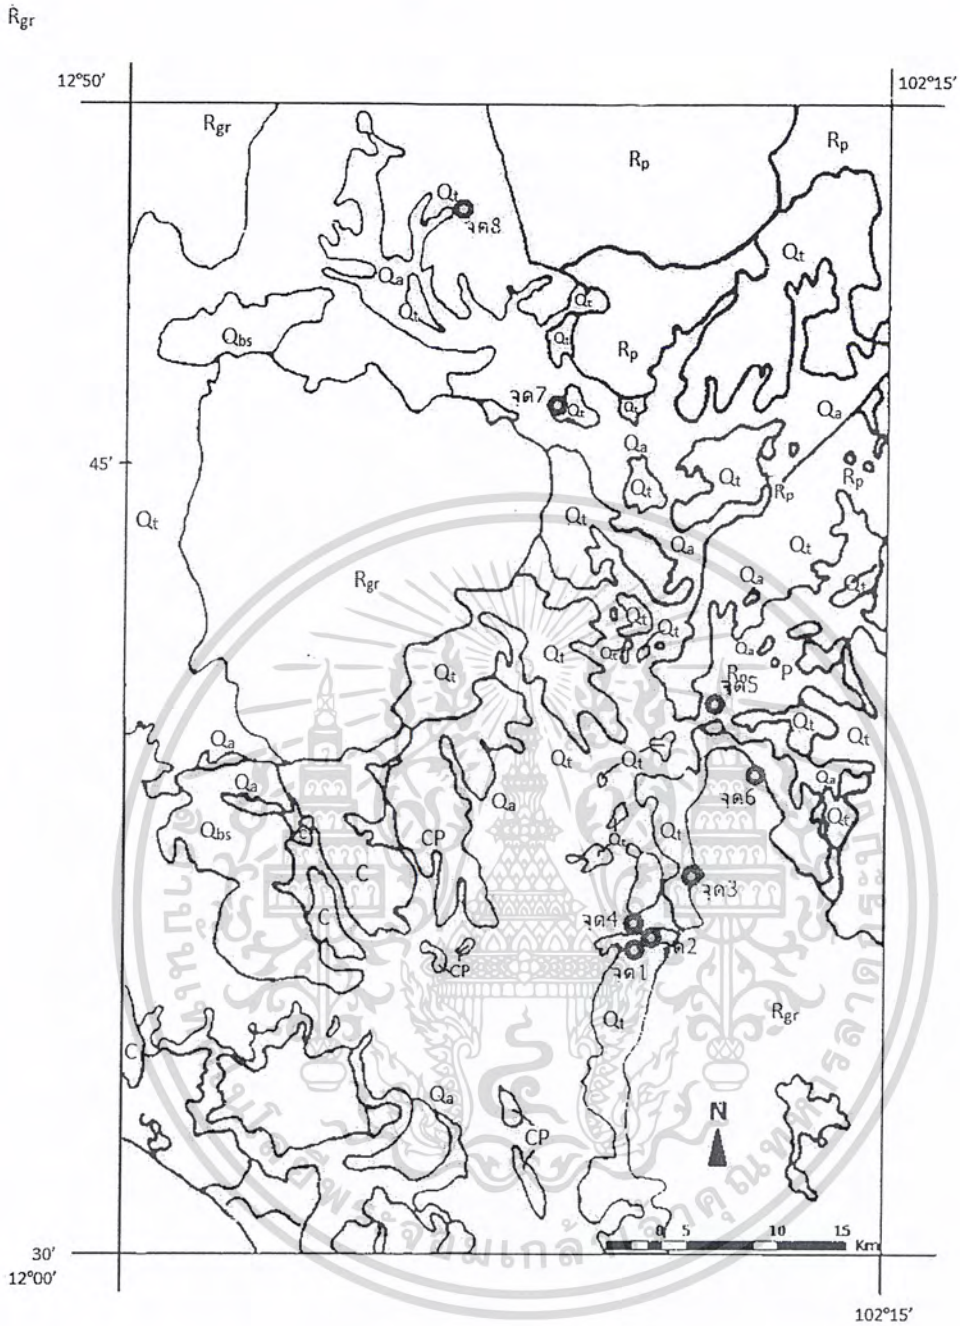 R̊gr
12°50′
102°15′
Rgr
Rp
Rp
Qt
จุด8
Qt
Qa
Qt
Qt
Qbs
Qt
Rp
จุด7
Qt
Qt
Qa
Qa
45′
Qt
Qt
Rp
Rp
Qt
Qt
Qa
Qt
Rgr
Qa
Qt
Qt
Qt
Qt
Qt
Qt
Qa
Rp
P
จุด5
Qt
Qt
Qa
Qt
Qt
Qa
Qa
Qa
จุด6
Qt
Qbs
C
Qt
Qt
CP
C
จุด3
C
จุด4
จุด2
CP
จุด1
Qt
Rgr
C
Qa
N
CP
0 5 10 15
Km
30′
12°00′
102°15′